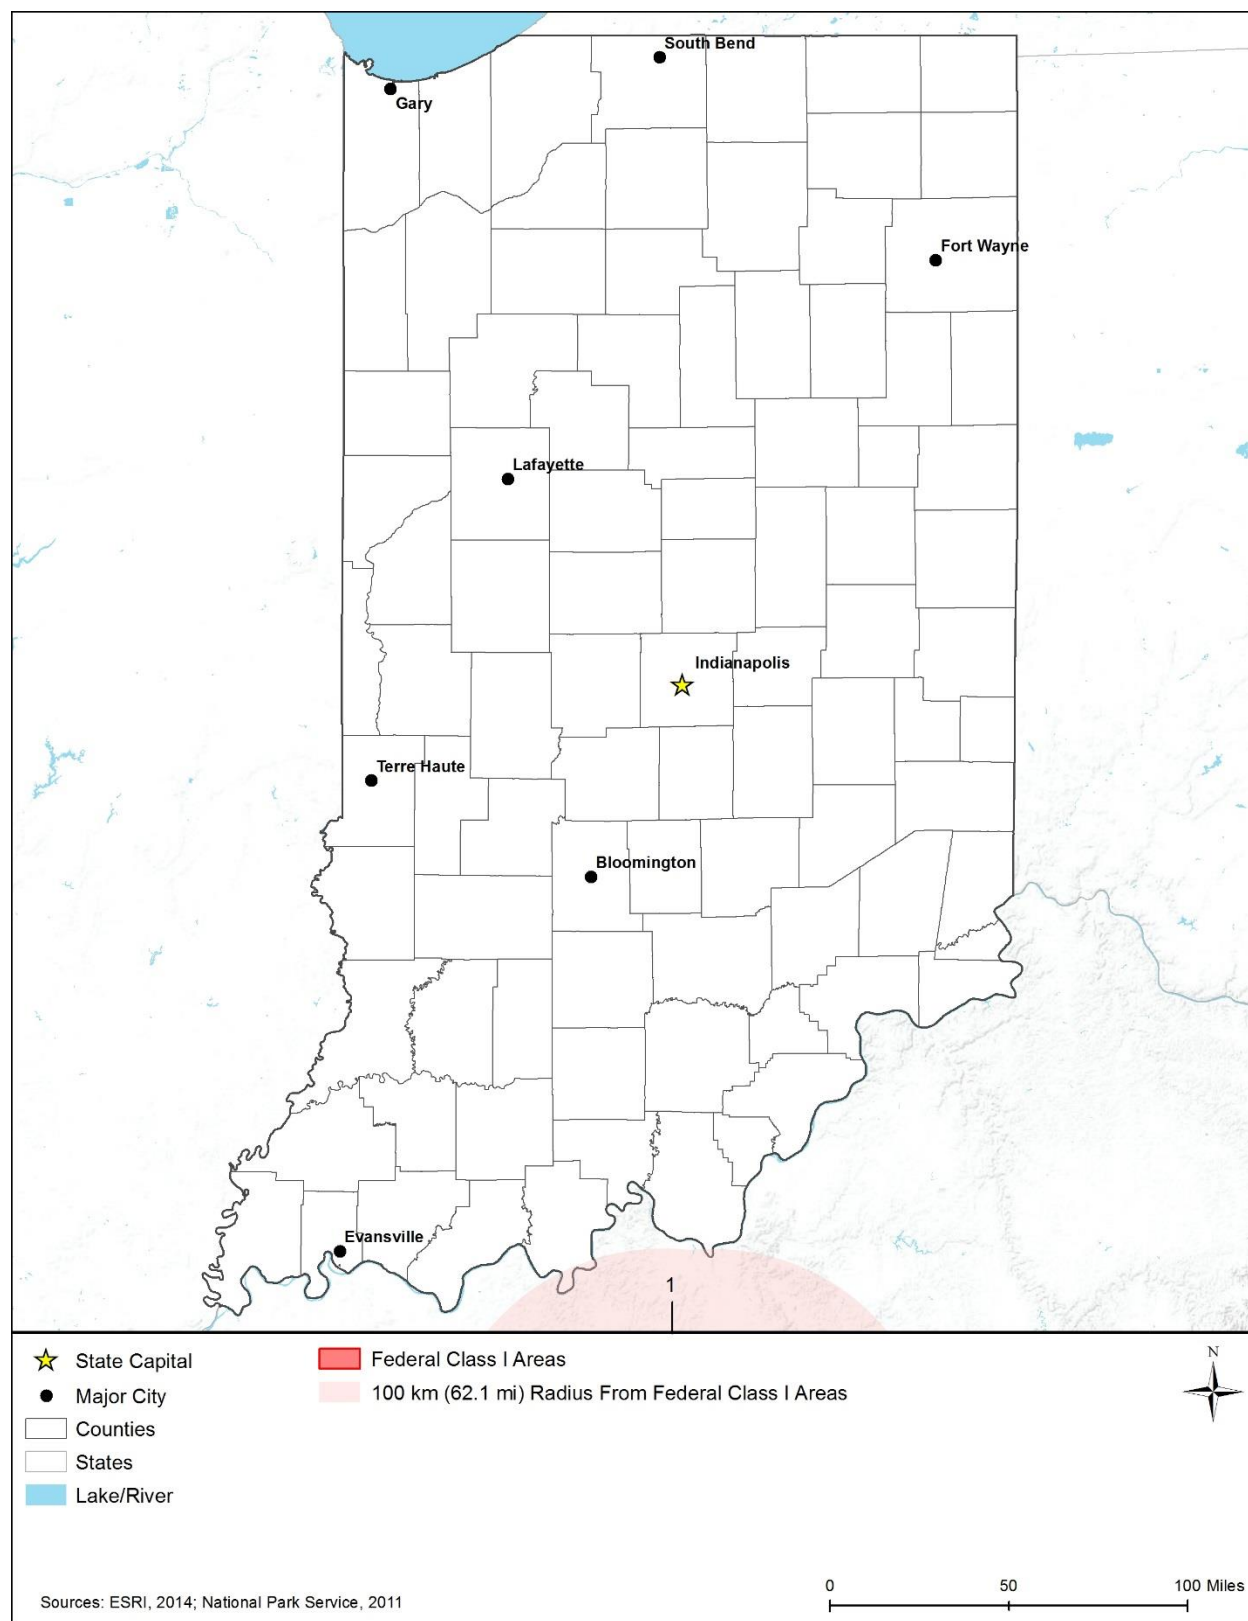 South Bend
Gary
Fort Wayne
Lafayette
Indianapolis
Terre Haute
Bloomington
Evansville
1
State Capital
Major City
Counties
States
Lake/River
Federal Class I Areas
100 km (62.1 mi) Radius From Federal Class I Areas
N
Sources: ESRI, 2014; National Park Service, 2011
0 50 100 Miles